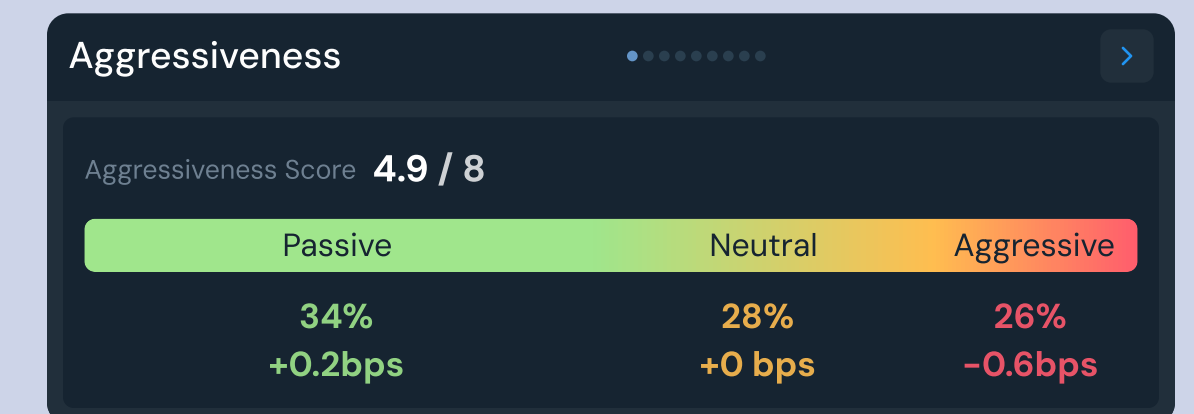 Aggressiveness
Aggressiveness Score 4.9 / 8
Passive Neutral Aggressive
34% 28% 26%
+0.2bps +0 bps -0.6bps